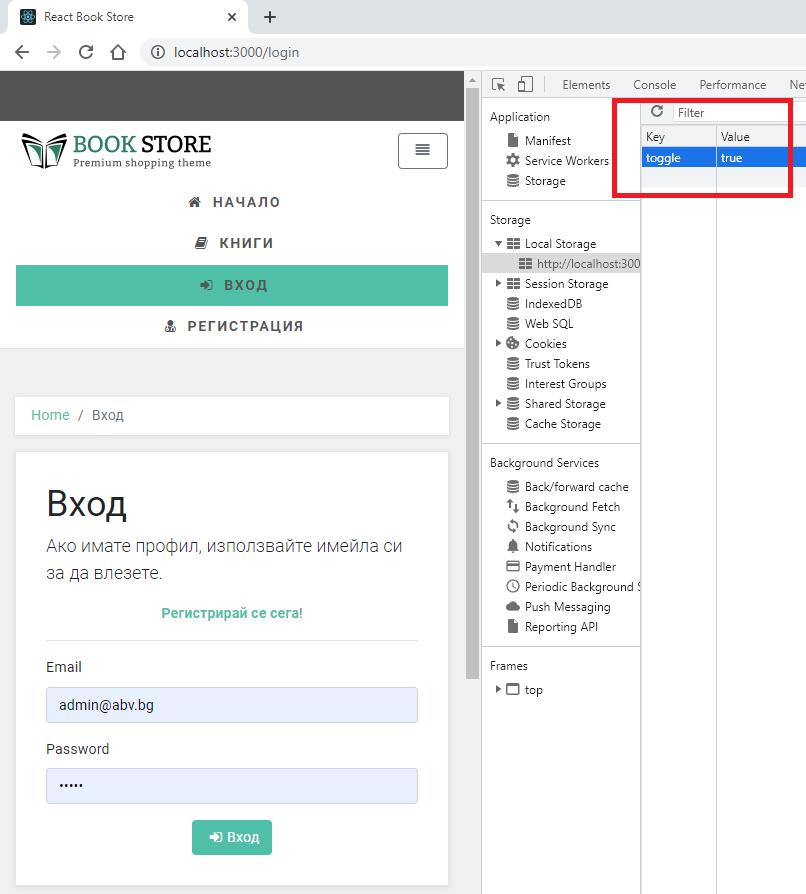 React Book Store
localhost:3000/login
BOOK STORE
Premium shopping theme
НАЧАЛО
КНИГИ
ВХОД
РЕГИСТРАЦИЯ
Home / Вход
Вход
Ако имате профил, използвайте имейла си
за да влезете.
Регистрирай се сега!
Email
admin@abv.bg
Password
•••••
Вход
Elements Console Performance Net
Application
Manifest
Service Workers
Storage
Storage
Local Storage
http://localhost:300
Session Storage
IndexedDB
Web SQL
Cookies
Trust Tokens
Interest Groups
Shared Storage
Cache Storage
Background Services
Back/forward cache
Background Fetch
Background Sync
Notifications
Payment Handler
Periodic Background S
Push Messaging
Reporting API
Frames
top
Filter
Key Value
toggle true